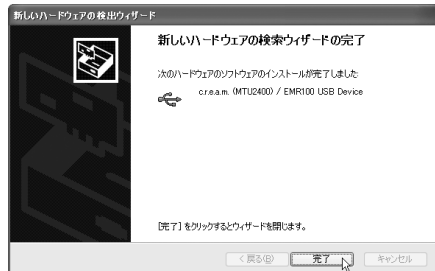 新しいハードウェアの検出ウィザード
新しいハードウェアの検索ウィザードの完了
次のハードウェアのソフトウェアのインストールが完了しました:
c.r.e.a.m. (MTU2400) / EMR100 USB Device
[完了] をクリックするとウィザードを閉じます。
< 戻る(B)
完了
キャンセル